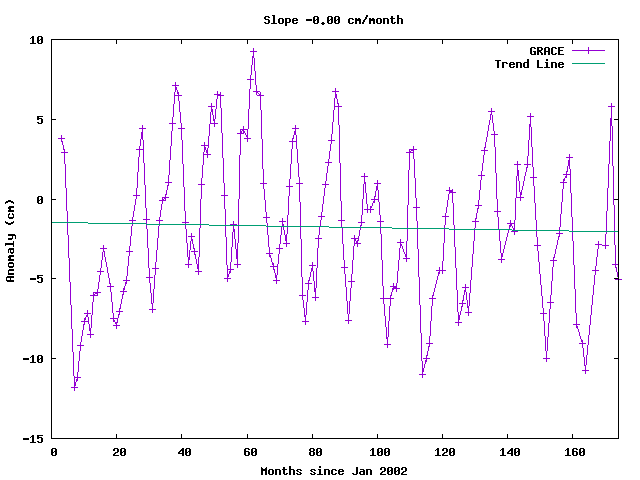 Slope -0.00 cm/month
GRACE
Trend Line
Anomaly (cm)
10
5
0
-5
-10
-15
0 20 40 60 80 100 120 140 160
Months since Jan 2002